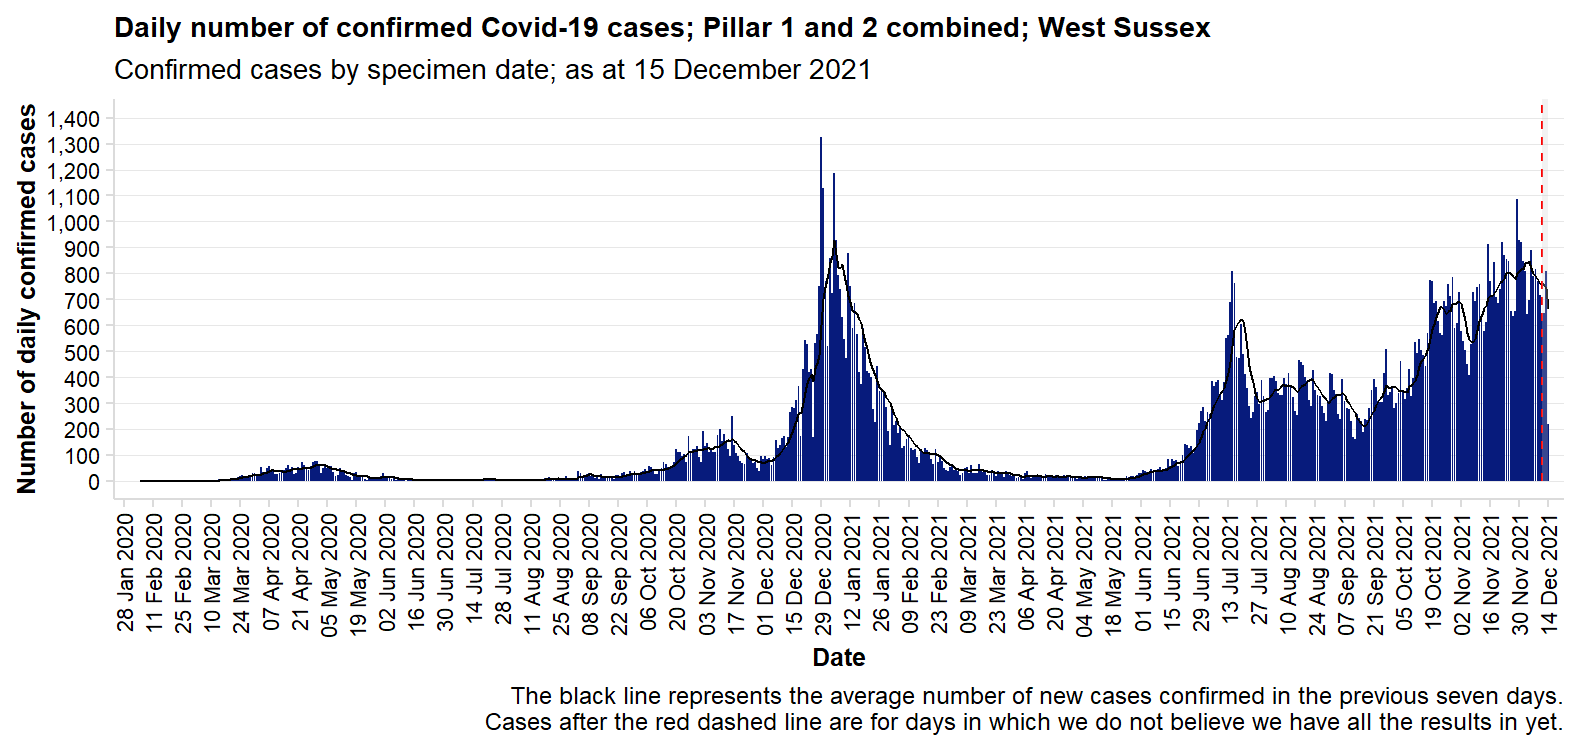 Daily number of confirmed Covid-19 cases; Pillar 1 and 2 combined; West Sussex
Confirmed cases by specimen date; as at 15 December 2021
Number of daily confirmed cases
1,400
1,300
1,200
1,100
1,000
900
800
700
600
500
400
300
200
100
0
28 Jan 2020
11 Feb 2020
25 Feb 2020
10 Mar 2020
24 Mar 2020
07 Apr 2020
21 Apr 2020
05 May 2020
19 May 2020
02 Jun 2020
16 Jun 2020
30 Jun 2020
14 Jul 2020
28 Jul 2020
11 Aug 2020
25 Aug 2020
08 Sep 2020
22 Sep 2020
06 Oct 2020
20 Oct 2020
03 Nov 2020
17 Nov 2020
01 Dec 2020
15 Dec 2020
29 Dec 2020
12 Jan 2021
26 Jan 2021
09 Feb 2021
23 Feb 2021
09 Mar 2021
23 Mar 2021
06 Apr 2021
20 Apr 2021
04 May 2021
18 May 2021
01 Jun 2021
15 Jun 2021
29 Jun 2021
13 Jul 2021
27 Jul 2021
10 Aug 2021
24 Aug 2021
07 Sep 2021
21 Sep 2021
05 Oct 2021
19 Oct 2021
02 Nov 2021
16 Nov 2021
30 Nov 2021
14 Dec 2021
Date
The black line represents the average number of new cases confirmed in the previous seven days.
Cases after the red dashed line are for days in which we do not believe we have all the results in yet.